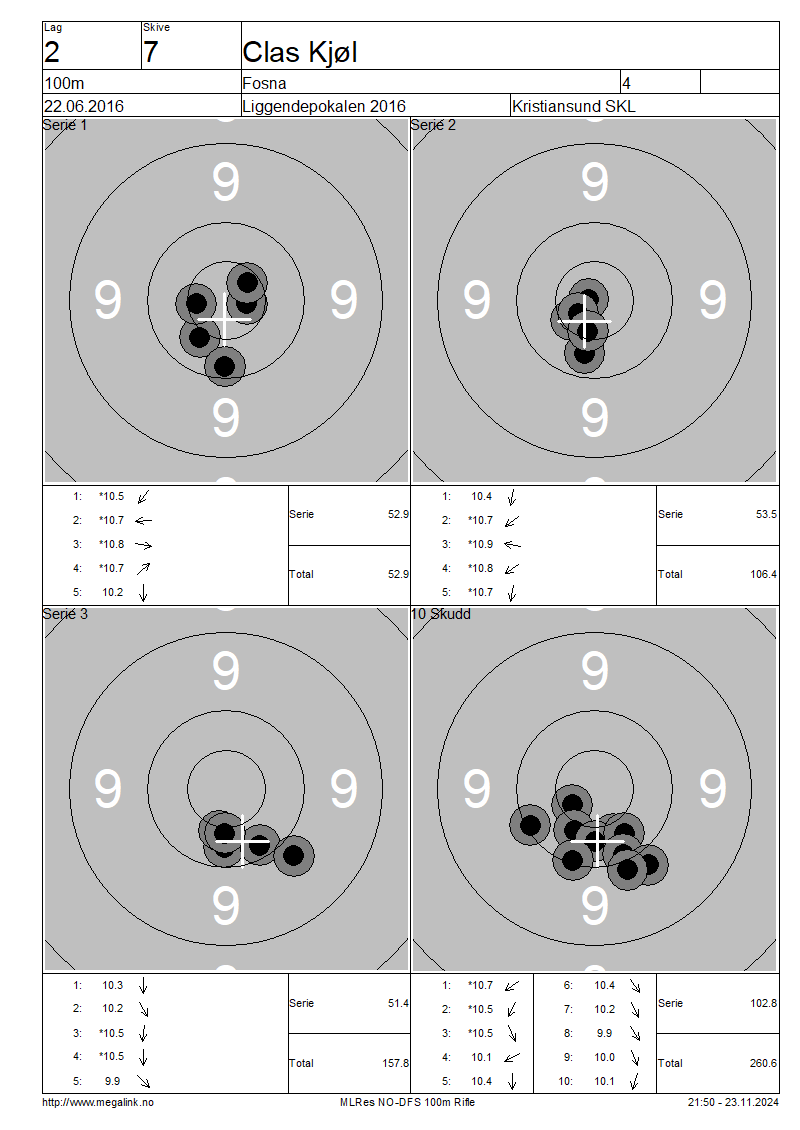 Lag Skive
2 7 Clas Kjøl
100m Fosna 4
22.06.2016 Liggendepokalen 2016 Kristiansund SKL
Serie 1
9
9 9
9
Serie 2
9
9 9
9
1: *10.5
2: *10.7
3: *10.8
4: *10.7
5: 10.2
Serie 52.9
Total 52.9
1: 10.4
2: *10.7
3: *10.9
4: *10.8
5: *10.7
Serie 53.5
Total 106.4
Serie 3
9
9 9
9
10 Skudd
9
9 9
9
1: 10.3
2: 10.2
3: *10.5
4: *10.5
5: 9.9
Serie 51.4
Total 157.8
1: *10.7
2: *10.5
3: *10.5
4: 10.1
5: 10.4
6: 10.4
7: 10.2
8: 9.9
9: 10.0
10: 10.1
Serie 102.8
Total 260.6
http://www.megalink.no MLRes NO-DFS 100m Rifle 21:50 - 23.11.2024